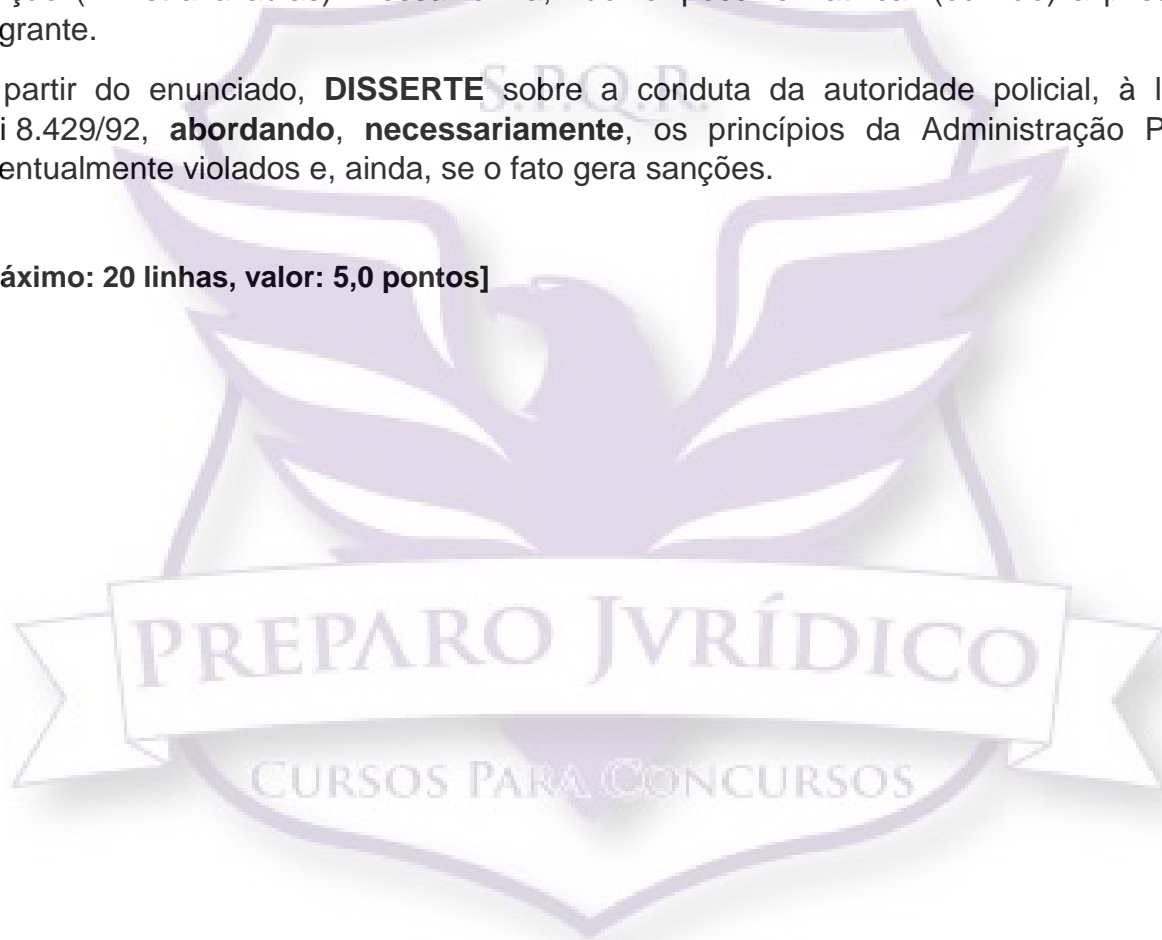 grante.
S.P.Q.R.
partir do enunciado, DISSERTE sobre a conduta da autoridade policial, à l
i 8.429/92, abordando, necessariamente, os princípios da Administração P
entualmente violados e, ainda, se o fato gera sanções.
áximo: 20 linhas, valor: 5,0 pontos]
PREPARO JVRÍDICO
CURSOS PARA CONCURSOS